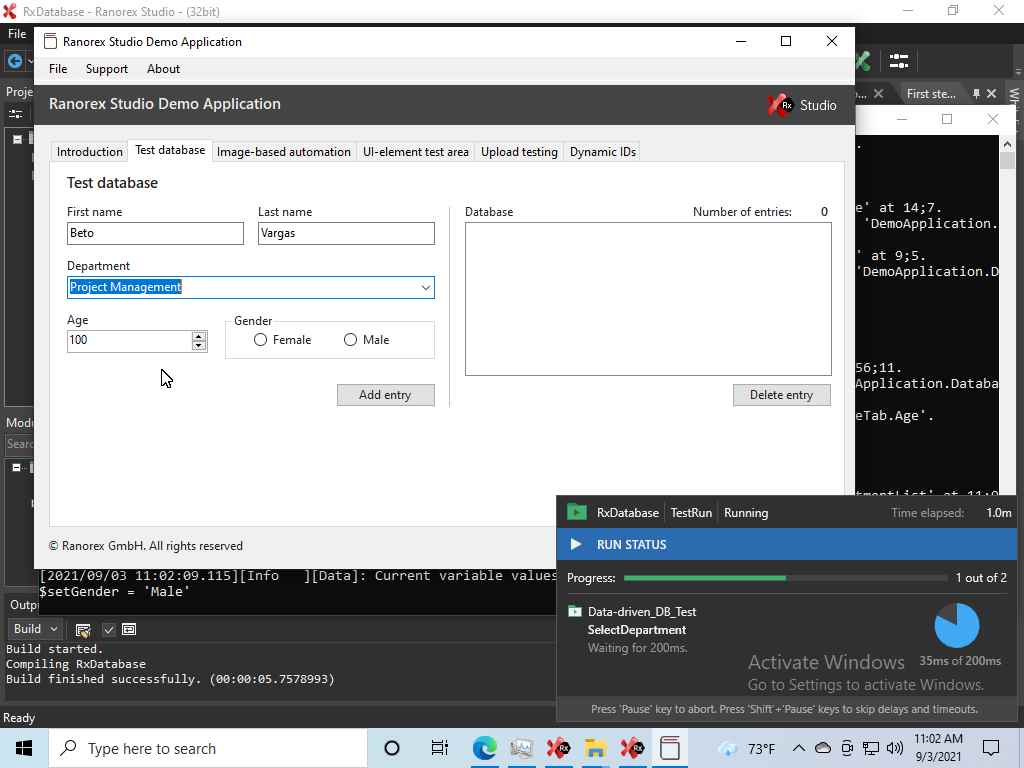 RxDatabase - Ranorex Studio - (32bit)
File
Ranorex Studio Demo Application
File Support About
Ranorex Studio Demo Application
Rx Studio
First ste...
Introduction Test database Image-based automation UI-element test area Upload testing Dynamic IDs
Test database
First name Last name Database Number of entries: 0
Beto Vargas
Department
Project Management
Age Gender
100 Female Male
Add entry Delete entry
e' at 14;7.
'DemoApplication.
' at 9;5.
'DemoApplication.D
56;11.
Application.Databa
eTab.Age'.
© Ranorex GmbH. All rights reserved
[2021/09/03 11:02:09.115][Info ][Data]: Current variable values
$setGender = 'Male'
RxDatabase TestRun Running Time elapsed: 1.0m
RUN STATUS
Progress: 1 out of 2
Data-driven_DB_Test
SelectDepartment
Waiting for 200ms.
35ms of 200ms
Activate Windows
Go to Settings to activate Windows.
Press 'Pause' key to abort. Press 'Shift'+'Pause' keys to skip delays and timeouts.
Build
Build started.
Compiling RxDatabase
Build finished successfully. (00:00:05.7578993)
Ready
Type here to search
73°F
11:02 AM
9/3/2021